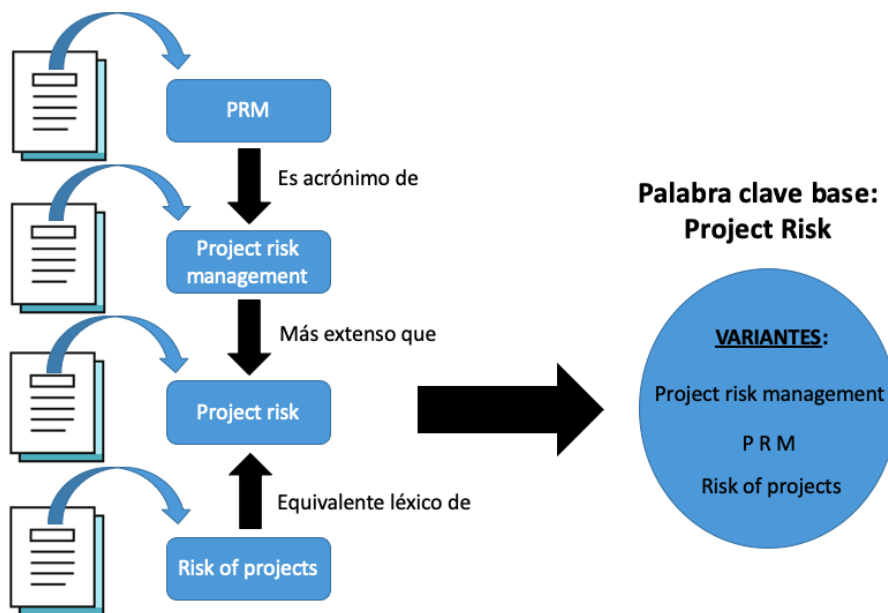 PRM
Es acrónimo de
Project risk
management
Más extenso que
Project risk
Equivalente léxico de
Risk of projects
Palabra clave base:
Project Risk
VARIANTES:
Project risk management
P R M
Risk of projects